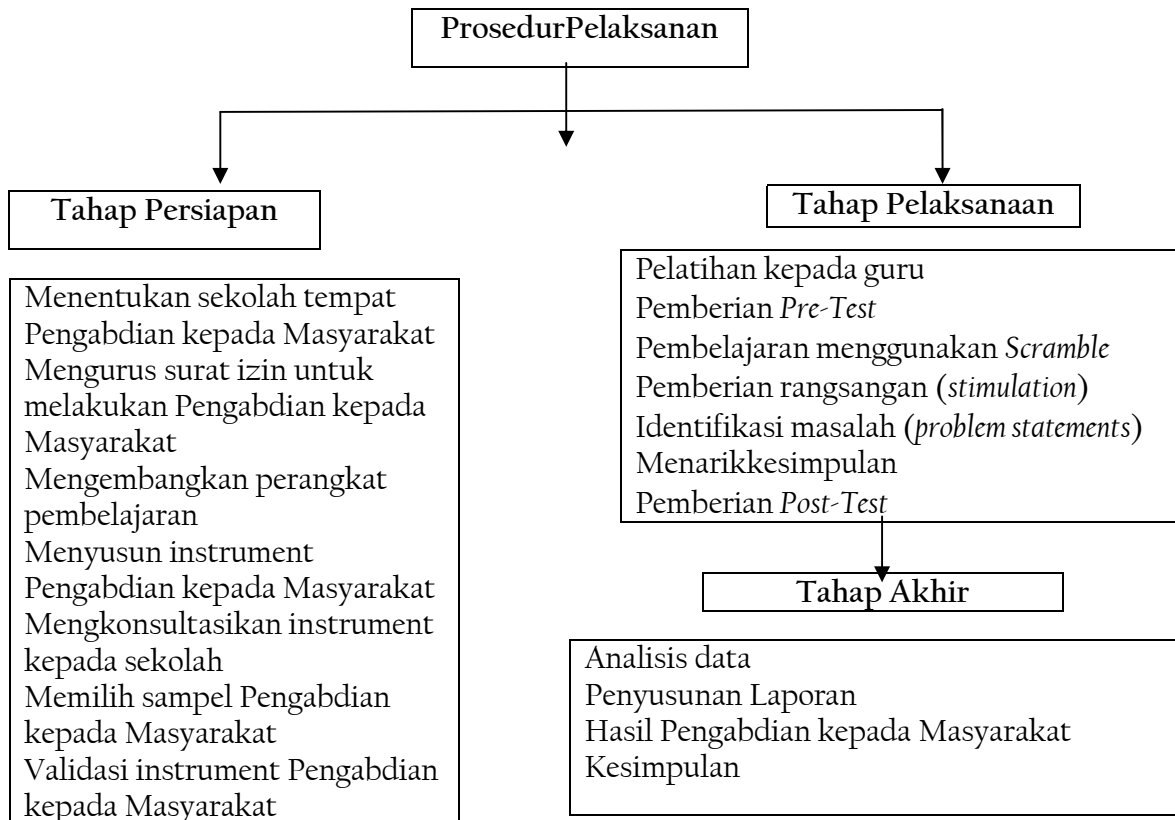 ProsedurPelaksanan
Tahap Persiapan
Menentukan sekolah tempat
Pengabdian kepada Masyarakat
Mengurus surat izin untuk
melakukan Pengabdian kepada
Masyarakat
Mengembangkan perangkat
pembelajaran
Menyusun instrument
Pengabdian kepada Masyarakat
Mengkonsultasikan instrument
kepada sekolah
Memilih sampel Pengabdian
kepada Masyarakat
Validasi instrument Pengabdian
kepada Masyarakat
Tahap Pelaksanaan
Pelatihan kepada guru
Pemberian Pre-Test
Pembelajaran menggunakan Scramble
Pemberian rangsangan (stimulation)
Identifikasi masalah (problem statements)
Menarikkesimpulan
Pemberian Post-Test
Tahap Akhir
Analisis data
Penyusunan Laporan
Hasil Pengabdian kepada Masyarakat
Kesimpulan